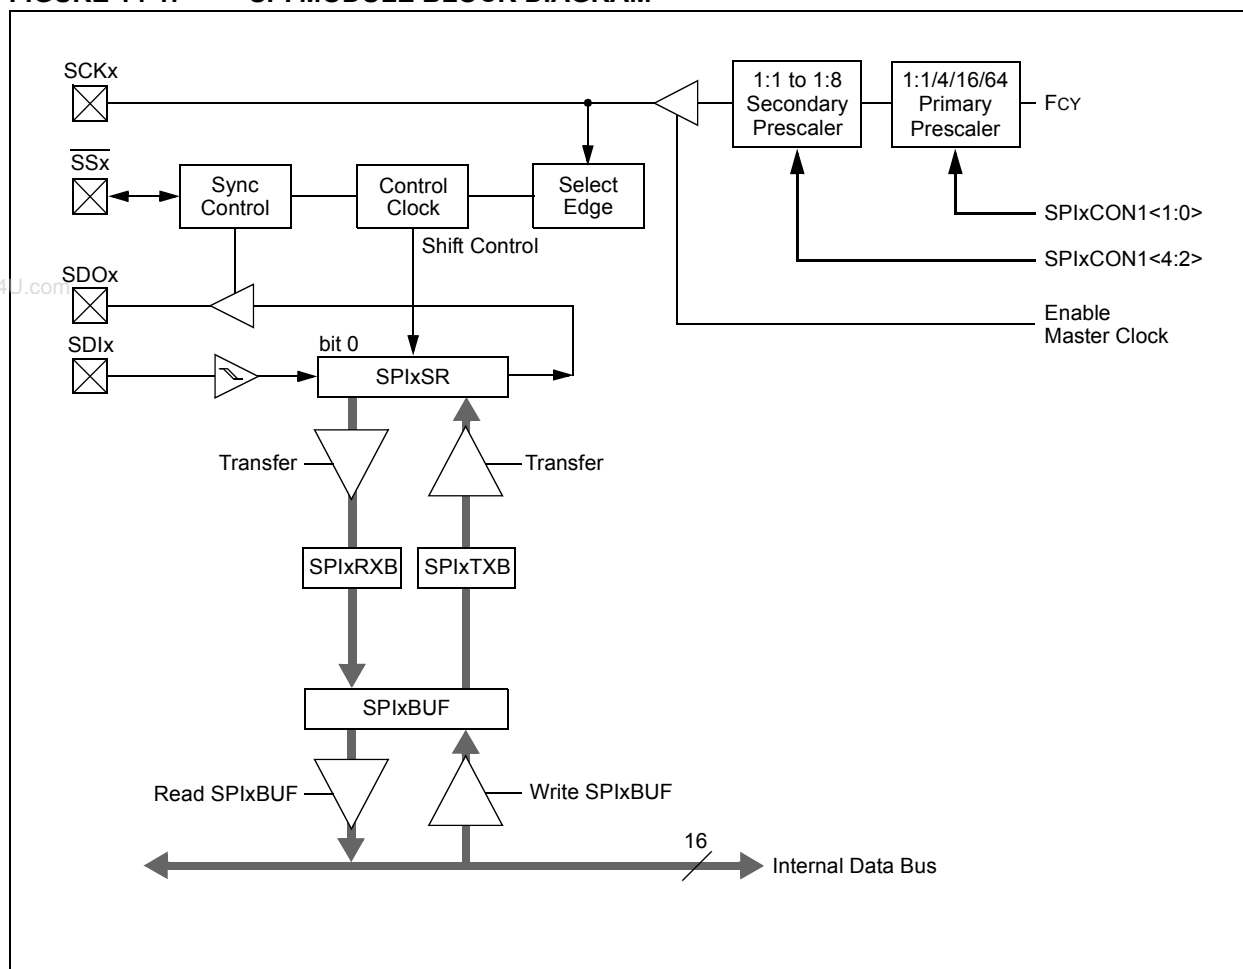 SCKx
1:1 to 1:8
Secondary
Prescaler
1:1/4/16/64
Primary
Prescaler
FCY
SSx
Sync
Control
Control
Clock
Select
Edge
SPIxCON1<1:0>
Shift Control
SPIxCON1<4:2>
SDOx
4U.com
Enable
Master Clock
SDIx
bit 0
SPIxSR
Transfer
Transfer
SPIxRXB
SPIxTXB
SPIxBUF
Read SPIxBUF
Write SPIxBUF
16
Internal Data Bus